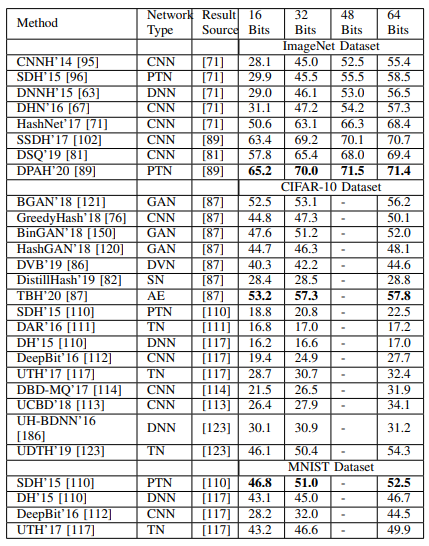 Method Network Type Result Source 16 Bits 32 Bits 48 Bits 64 Bits
ImageNet Dataset
CNNH'14 [95] CNN [71] 28.1 45.0 52.5 55.4
SDH'15 [96] PTN [71] 29.9 45.5 55.5 58.5
DNNH'15 [63] DNN [71] 29.0 46.1 53.0 56.5
DHN'16 [67] CNN [71] 31.1 47.2 54.2 57.3
HashNet'17 [71] CNN [71] 50.6 63.1 66.3 68.4
SSDH'17 [102] CNN [89] 63.4 69.2 70.1 70.7
DSQ'19 [81] CNN [81] 57.8 65.4 68.0 69.4
DPAH'20 [89] PTN [89] 65.2 70.0 71.5 71.4
CIFAR-10 Dataset
BGAN'18 [121] GAN [87] 52.5 53.1 - 56.2
GreedyHash'18 [76] CNN [87] 44.8 47.3 - 50.1
BinGAN'18 [150] GAN [87] 47.6 51.2 - 52.0
HashGAN'18 [120] GAN [87] 44.7 46.3 - 48.1
DVB'19 [86] DVN [87] 40.3 42.2 - 44.6
DistillHash'19 [82] SN [87] 28.4 28.5 - 28.8
TBH'20 [87] AE [87] 53.2 57.3 - 57.8
SDH'15 [110] PTN [110] 18.8 20.8 - 22.5
DAR'16 [111] TN [111] 16.8 17.0 - 17.2
DH'15 [110] DNN [117] 16.2 16.6 - 17.0
DeepBit'16 [112] CNN [117] 19.4 24.9 - 27.7
UTH'17 [117] TN [117] 28.7 30.7 - 32.4
DBD-MQ'17 [114] CNN [114] 21.5 26.5 - 31.9
UCBD'18 [113] CNN [113] 26.4 27.9 - 34.1
UH-BDNN'16 [186] DNN [123] 30.1 30.9 - 31.2
UDTH'19 [123] TN [123] 46.1 50.4 - 54.3
MNIST Dataset
SDH'15 [110] PTN [110] 46.8 51.0 - 52.5
DH'15 [110] DNN [117] 43.1 45.0 - 46.7
DeepBit'16 [112] CNN [117] 28.2 32.0 - 44.5
UTH'17 [117] TN [117] 43.2 46.6 - 49.9